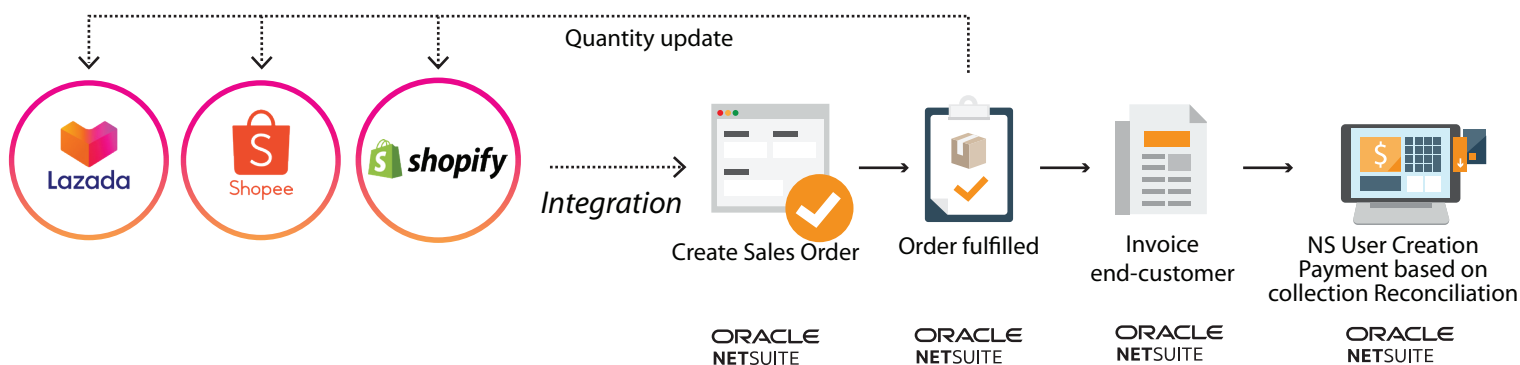 Quantity update
Lazada
S
Shopee
S
shopify
Integration
Create Sales Order
Order fulfilled
Invoice
end-customer
$
NS User Creation
Payment based on
collection Reconciliation
ORACLE
NETSUITE
ORACLE
NETSUITE
ORACLE
NETSUITE
ORACLE
NETSUITE